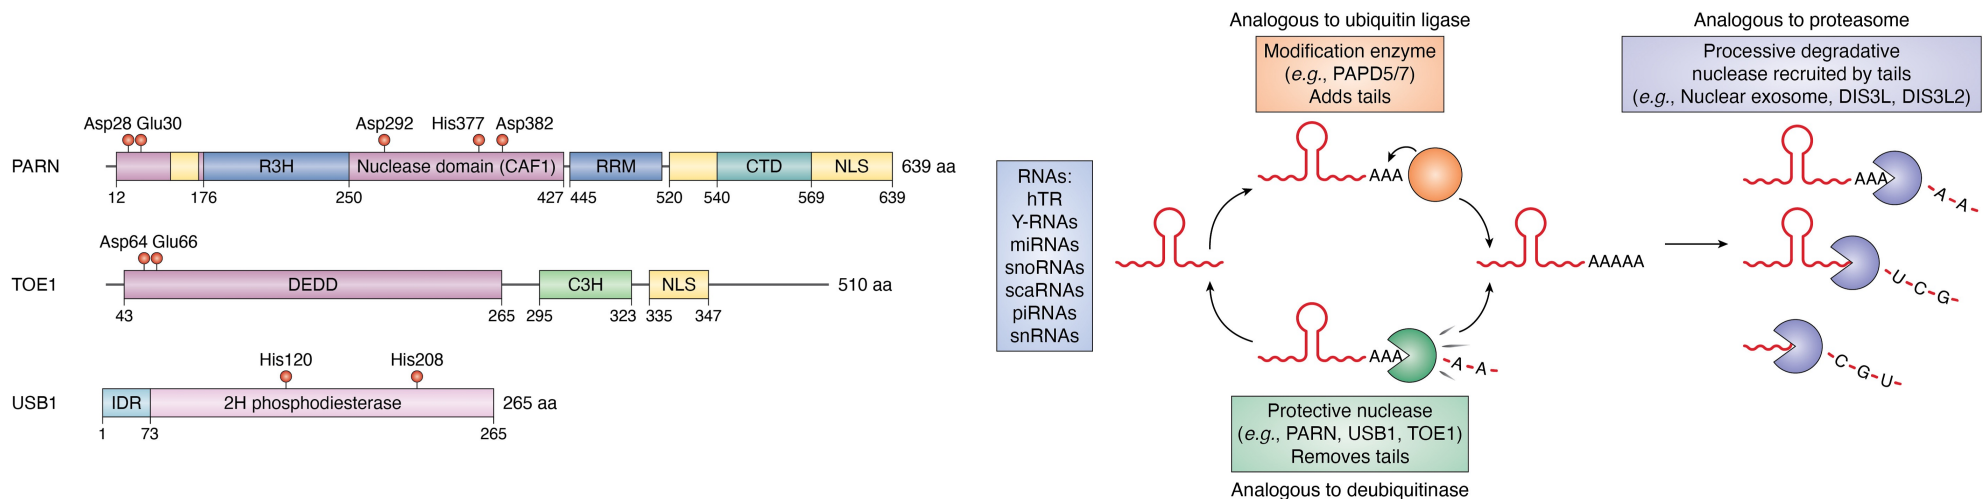 Asp28 Glu30
Asp292 His377 Asp382
PARN R3H Nuclease domain (CAF1) RRM CTD NLS 639 aa
12 176 250 427 445 520 540 569 639
Asp64 Glu66
TOE1 DEDD C3H NLS 510 aa
43 265 295 323 335 347
His120 His208
USB1 IDR 2H phosphodiesterase 265 aa
1 73 265
RNAs:
hTR
Y-RNAs
miRNAs
snoRNAs
scaRNAs
piRNAs
snRNAs
Analogous to ubiquitin ligase
Modification enzyme
(e.g., PAPD5/7)
Adds tails
AAA
AAAAA
AAA
A-A-
Protective nuclease
(e.g., PARN, USB1, TOE1)
Removes tails
Analogous to deubiquitinase
Analogous to proteasome
Processive degradative
nuclease recruited by tails
(e.g., Nuclear exosome, DIS3L, DIS3L2)
AAA
A-A-
U-C-G-
C-G-U-